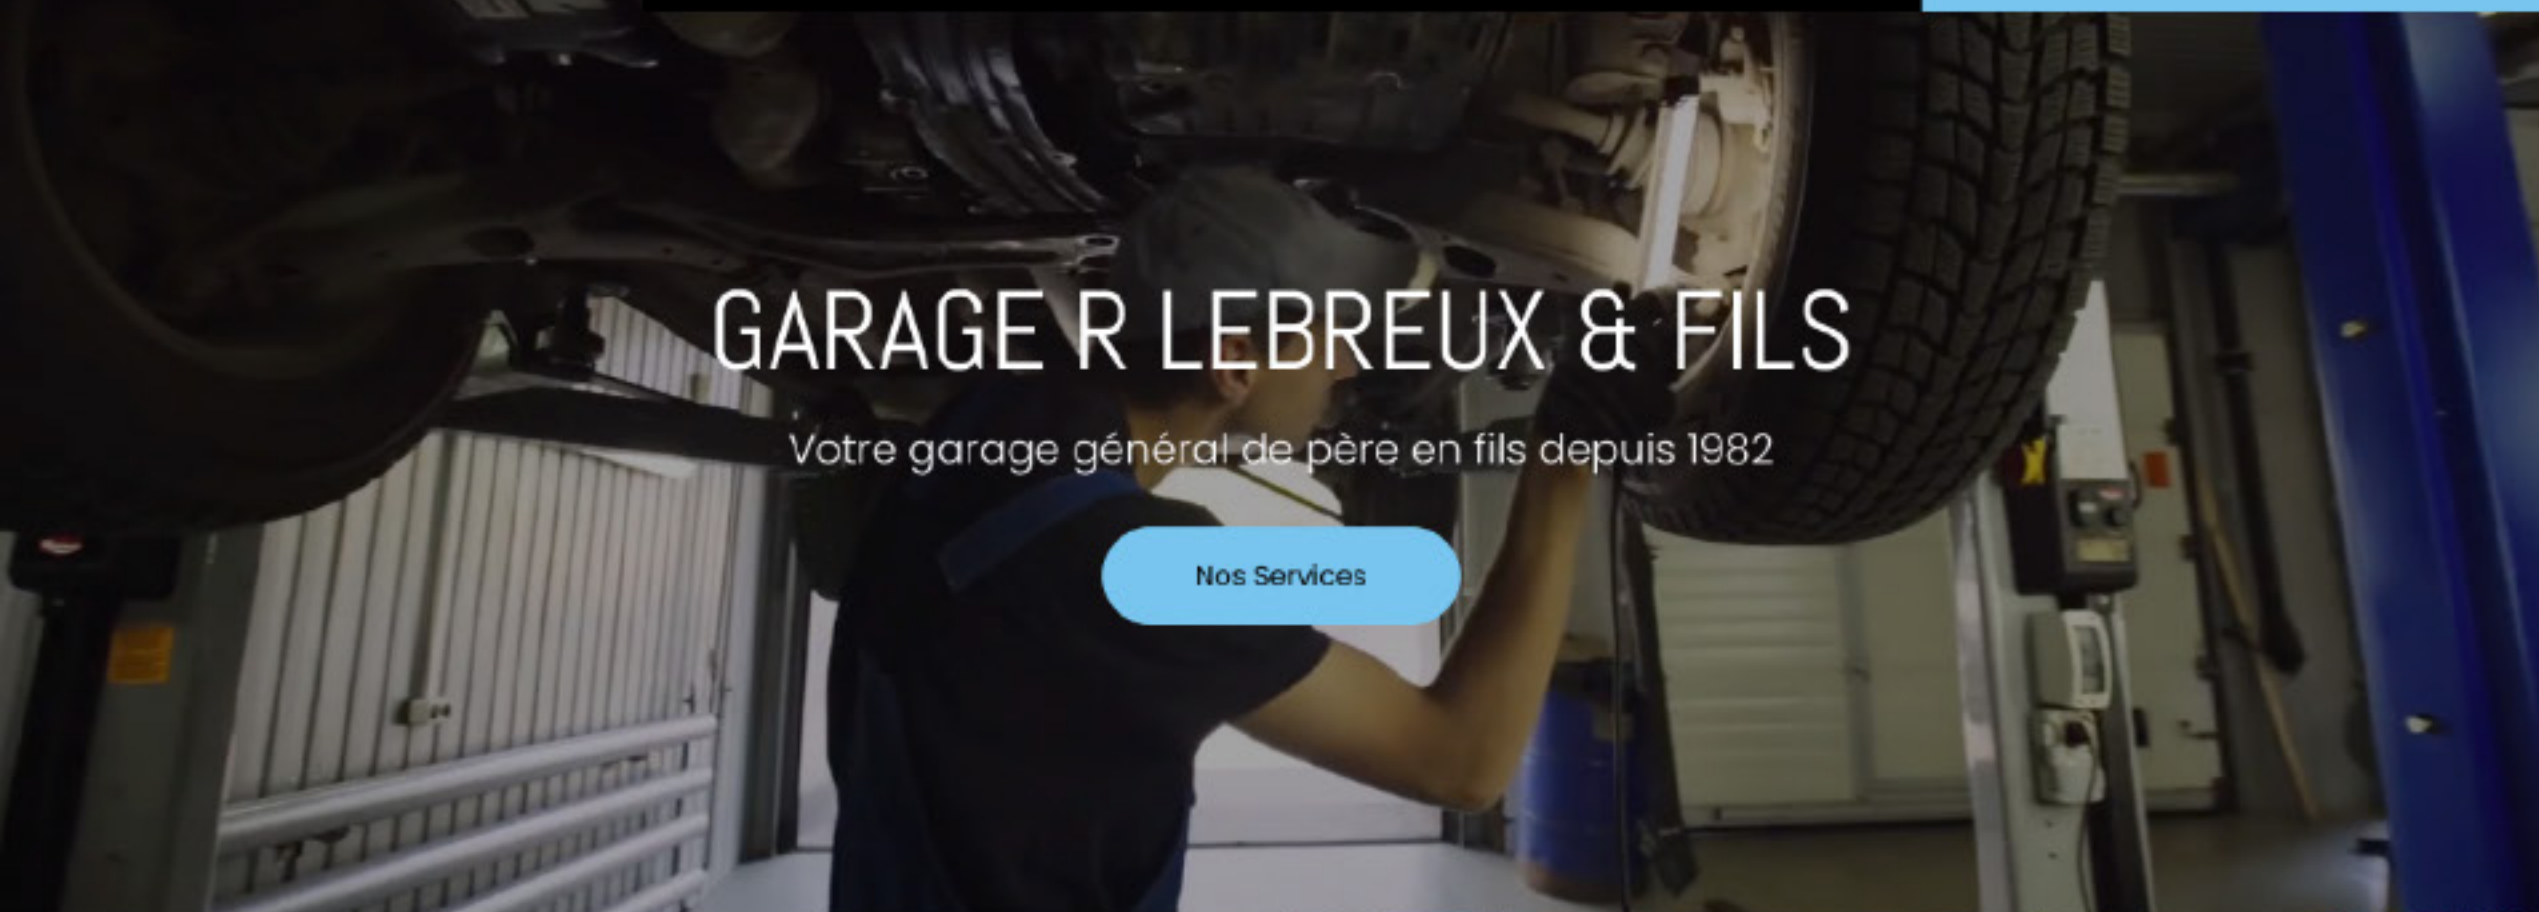 GARAGE R LEBREUX & FILS
Votre garage général de père en fils depuis 1982
Nos Services